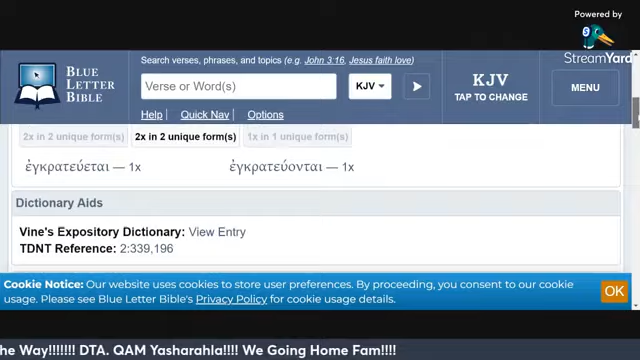 Powered by
StreamYard
Search verses, phrases, and topics (e.g. John 3:16, Jesus faith love)
BLUE
LETTER
BIBLE
Verse or Word(s)
KJV
KJV
TAP TO CHANGE
MENU
Help
Quick Nav
Options
2x in 2 unique form(s)
2x in 2 unique form(s)
1x in 1 unique form(s)
ἐγκρατεύεται — 1x
ἐγκρατεύονται — 1x
Dictionary Aids
Vine's Expository Dictionary: View Entry
TDNT Reference: 2:339,196
Cookie Notice: Our website uses cookies to store user preferences. By proceeding, you consent to our cookie
usage. Please see Blue Letter Bible's Privacy Policy for cookie usage details.
OK
he Way!!!!!!! DTA. QAM Yasharahla!!!! We Going Home Fam!!!!